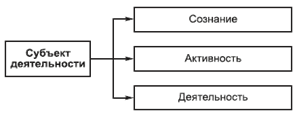 Субъект
деятельности
Сознание
Активность
Деятельность